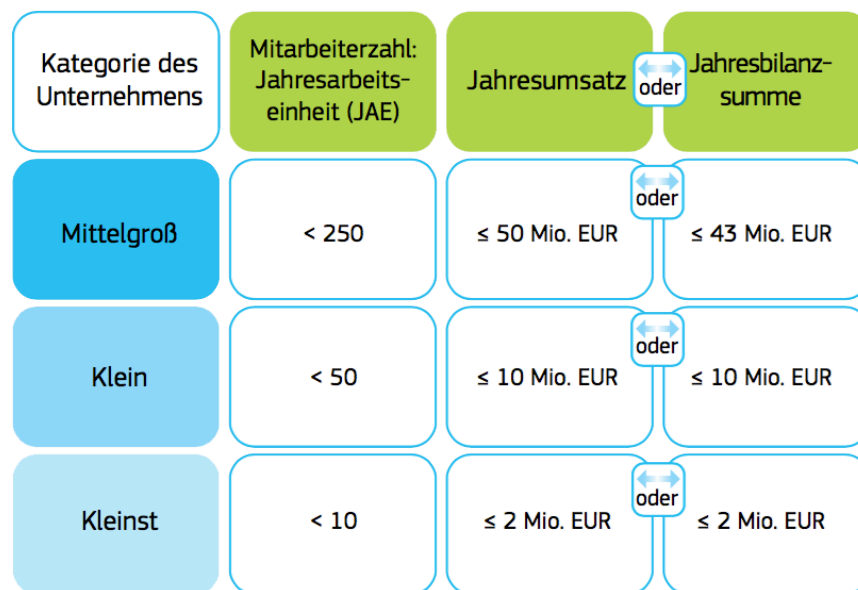 Kategorie des
Unternehmens
Mitarbeiterzahl:
Jahresarbeits-
einheit (JAE)
Jahresumsatz
oder
Jahresbilanz-
summe
Mittelgroß
< 250
≤ 50 Mio. EUR
oder
≤ 43 Mio. EUR
Klein
< 50
≤ 10 Mio. EUR
oder
≤ 10 Mio. EUR
Kleinst
< 10
≤ 2 Mio. EUR
oder
≤ 2 Mio. EUR